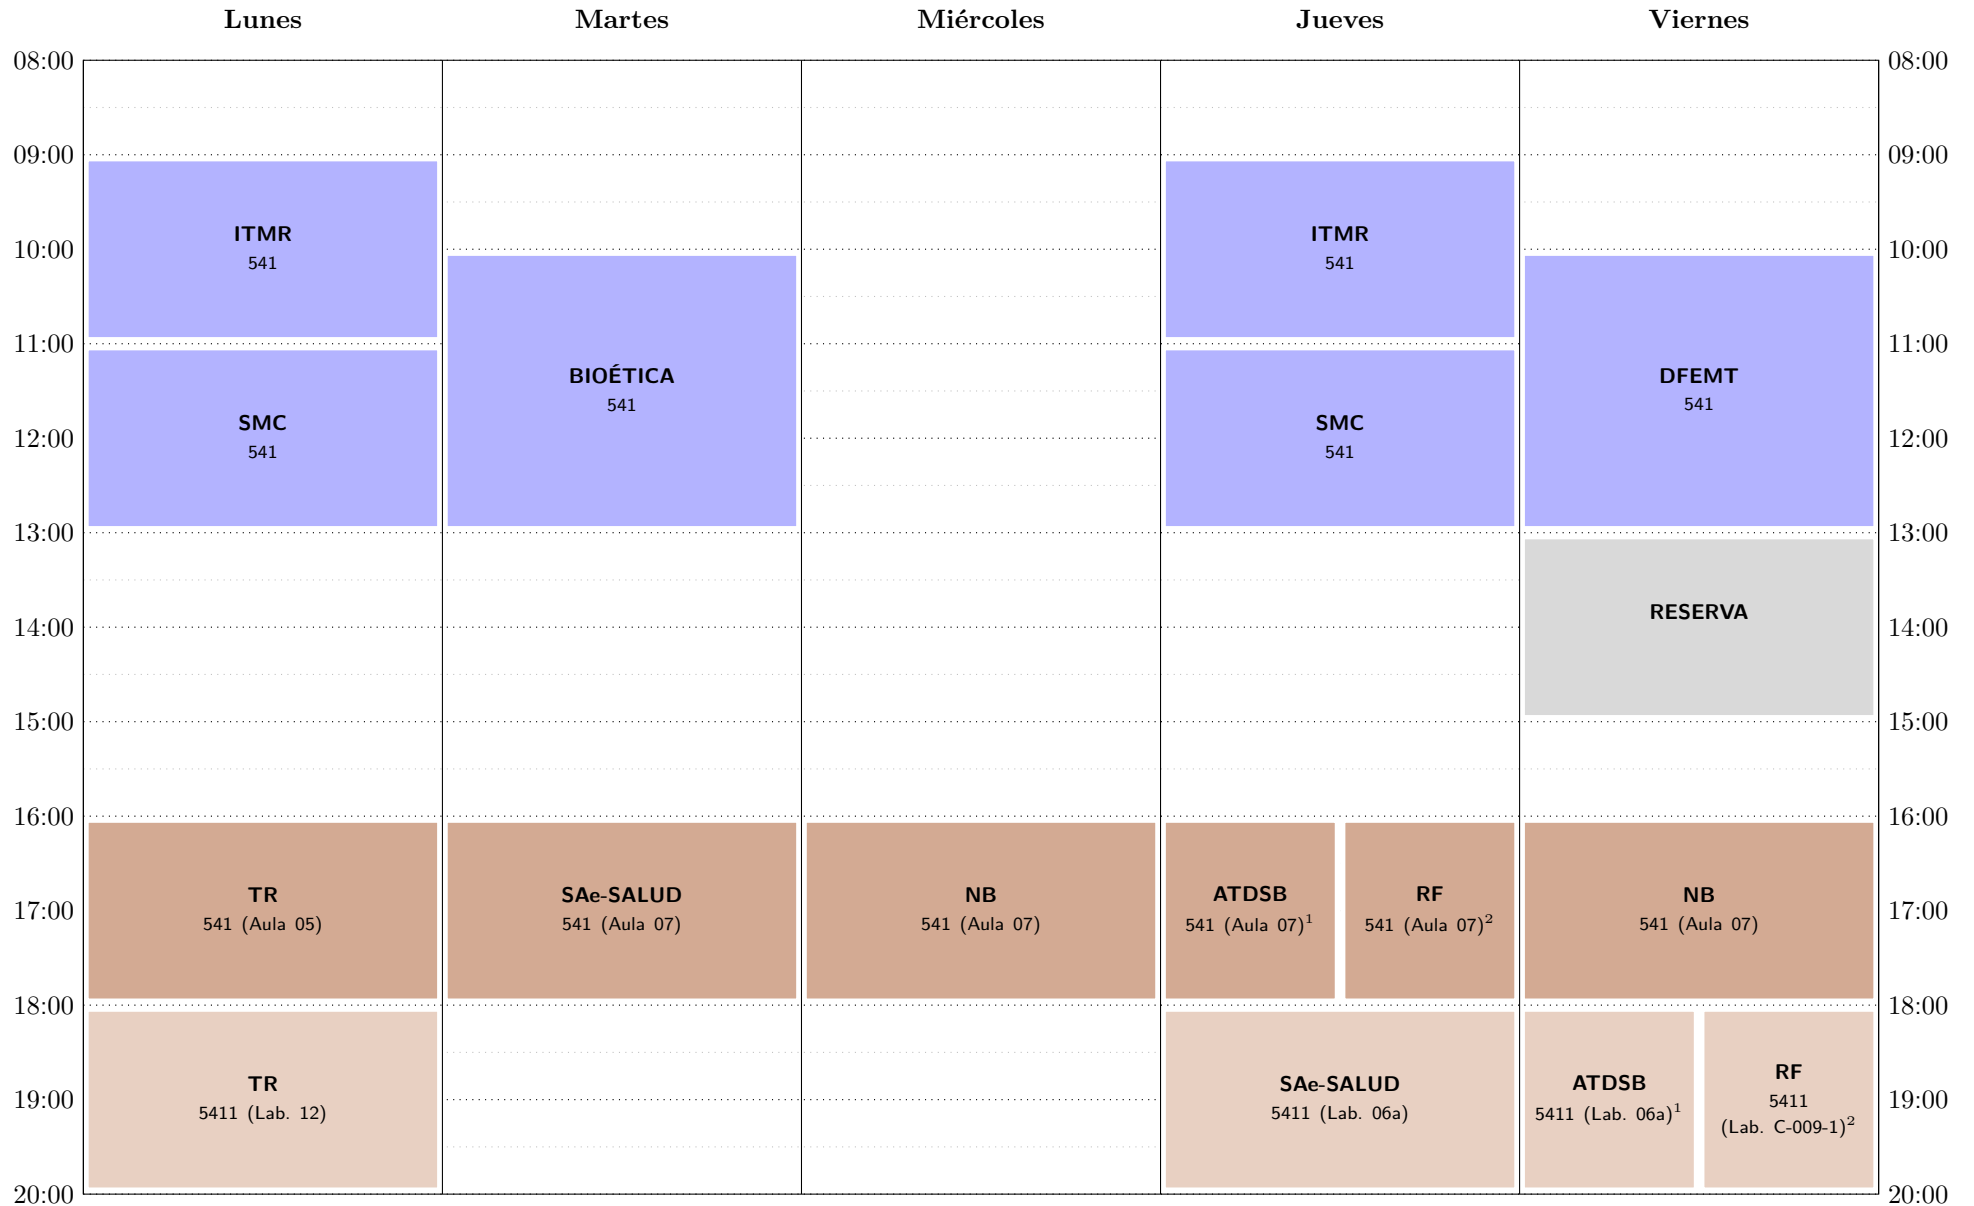 Lunes Martes Miércoles Jueves Viernes
08:00 08:00
09:00 09:00
ITMR ITMR
541 541
10:00 10:00
11:00 11:00
BIOÉTICA DFEMT
541 541
SMC SMC
541 541
12:00 12:00
13:00 13:00
RESERVA
14:00 14:00
15:00 15:00
16:00 16:00
TR SAe-SALUD NB ATDSB RF NB
541 (Aula 05) 541 (Aula 07) 541 (Aula 07) 541 (Aula 07)¹ 541 (Aula 07)² 541 (Aula 07)
17:00 17:00
18:00 18:00
TR SAe-SALUD ATDSB RF
5411 (Lab. 12) 5411 (Lab. 06a) 5411 (Lab. 06a)¹ 5411
(Lab. C-009-1)²
19:00 19:00
20:00 20:00